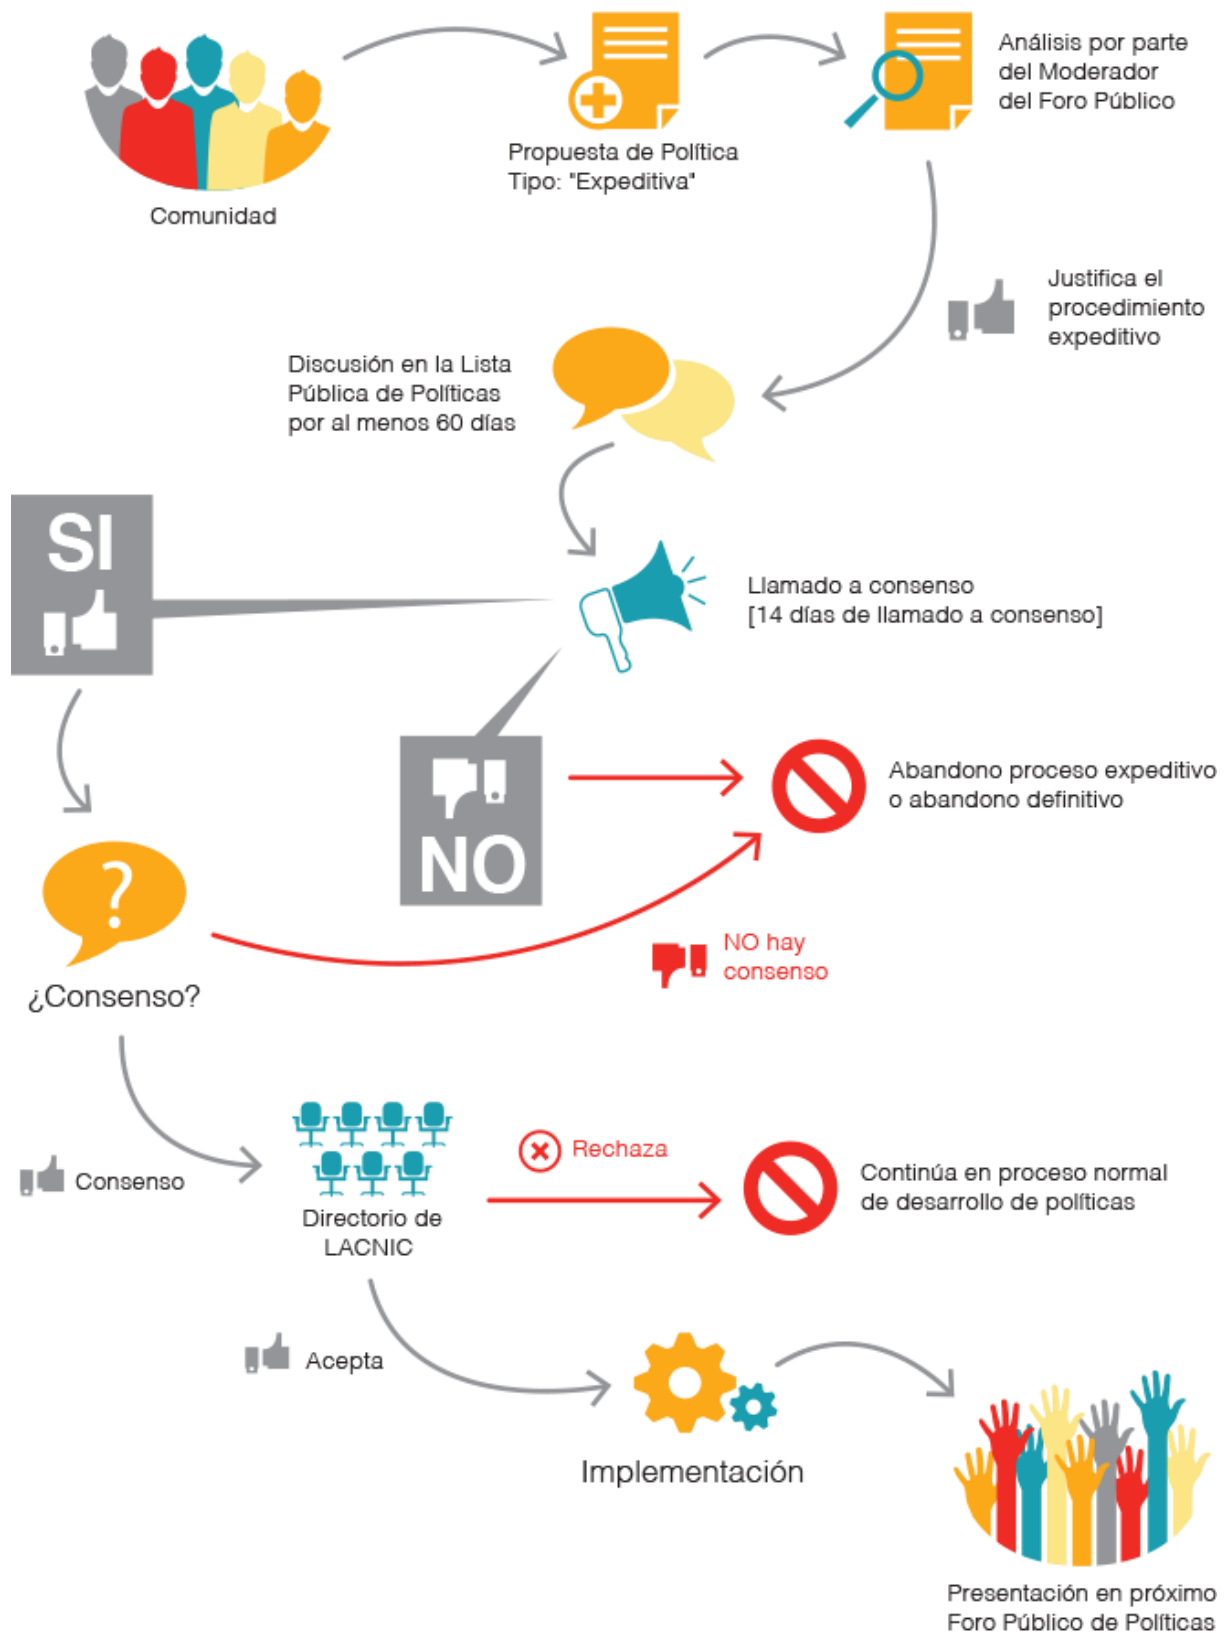 Comunidad
Propuesta de Política
Tipo: "Expeditiva"
Análisis por parte
del Moderador
del Foro Público
Justifica el
procedimiento
expeditivo
Discusión en la Lista
Pública de Políticas
por al menos 60 días
Llamado a consenso
[14 días de llamado a consenso]
SI
NO
Abandono proceso expeditivo
o abandono definitivo
?
¿Consenso?
NO hay
consenso
Consenso
Directorio de
LACNIC
Rechaza
Continúa en proceso normal
de desarrollo de políticas
Acepta
Implementación
Presentación en próximo
Foro Público de Políticas